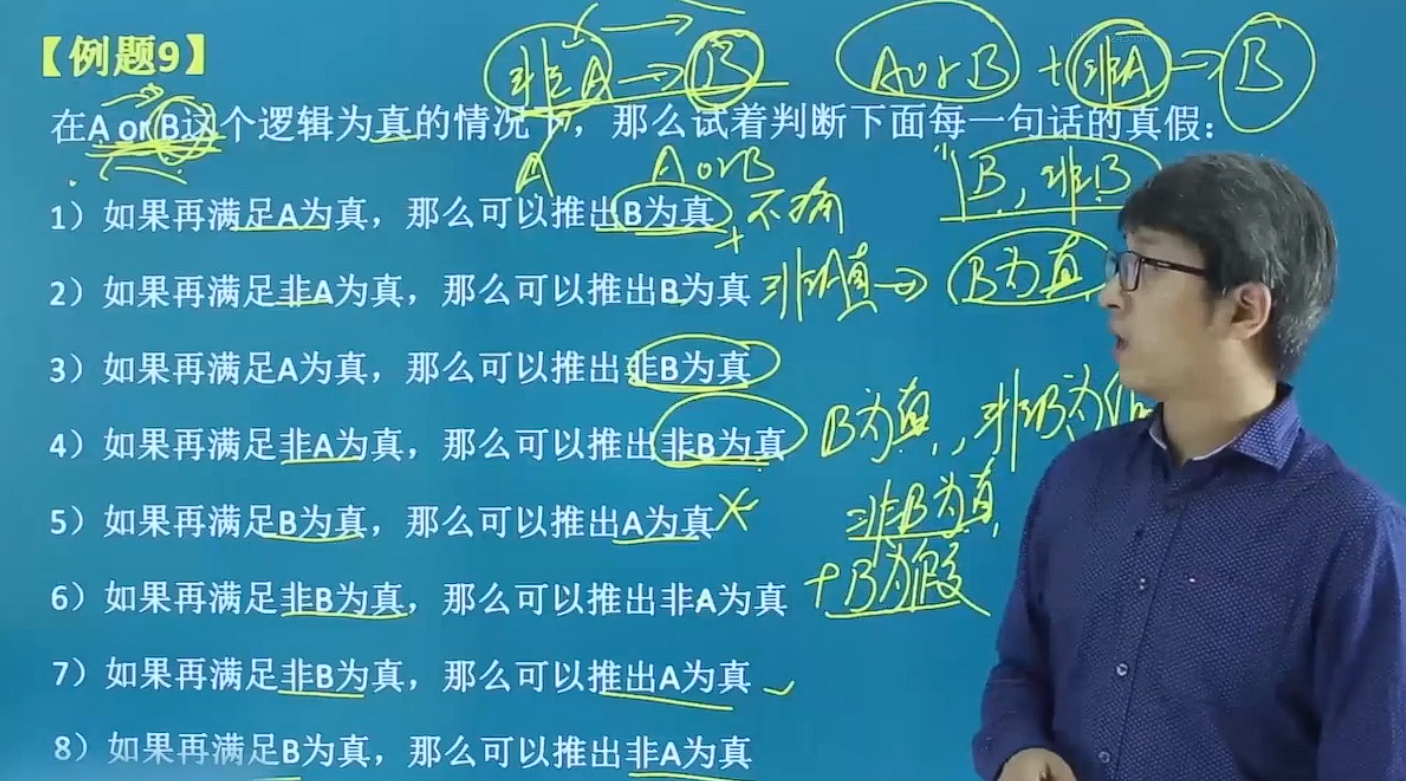 【例题9】
非A→B
A or B + 非A → B
在A or B这个逻辑为真的情况下，那么试着判断下面每一句话的真假：
A
A or B
B，非B
1）如果再满足A为真，那么可以推出B为真
不痛
2）如果再满足非A为真，那么可以推出B为真
非A真→B为真
3）如果再满足A为真，那么可以推出非B为真
4）如果再满足非A为真，那么可以推出非B为真
B为真，非B为
5）如果再满足B为真，那么可以推出A为真
非B为真，
+B为假
6）如果再满足非B为真，那么可以推出非A为真
7）如果再满足非B为真，那么可以推出A为真
8）如果再满足B为真，那么可以推出非A为真